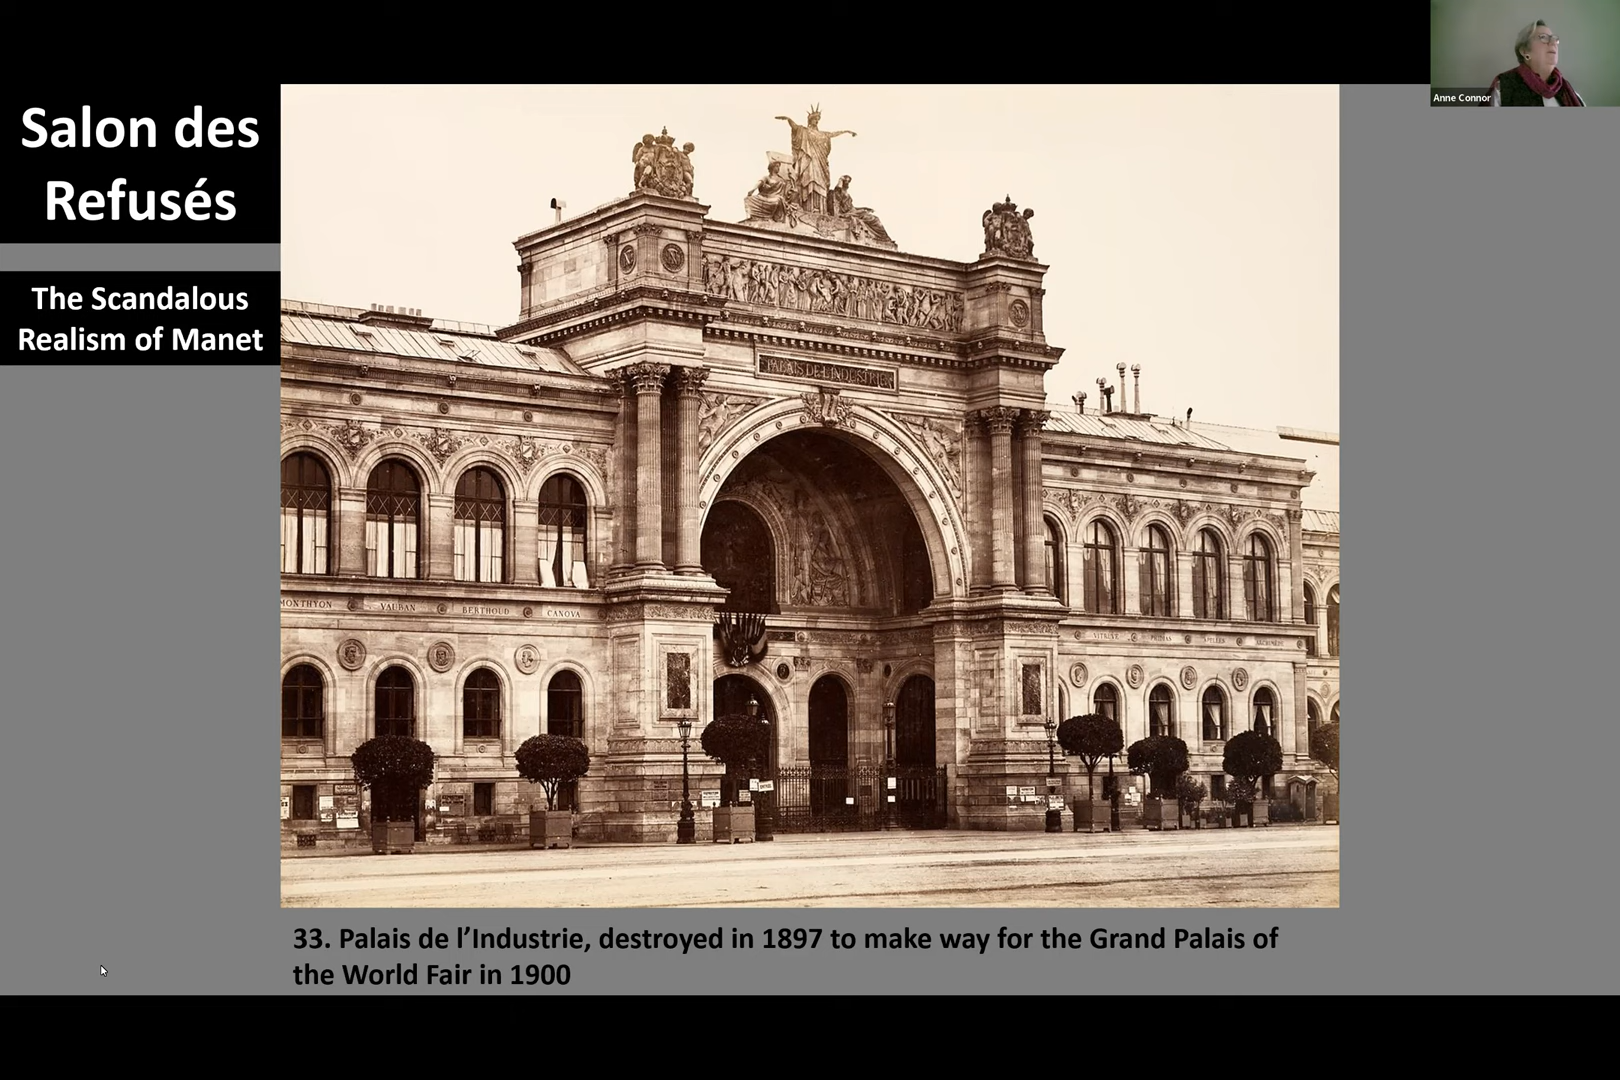 Anne Connor
Salon des
Refusés
The Scandalous
Realism of Manet
PALAIS DE L'INDUSTRIE
MONTHYON VAUBAN BERTHOUD CANOVA
VITRUVE PHIDIAS APELLES
33. Palais de l’Industrie, destroyed in 1897 to make way for the Grand Palais of
the World Fair in 1900